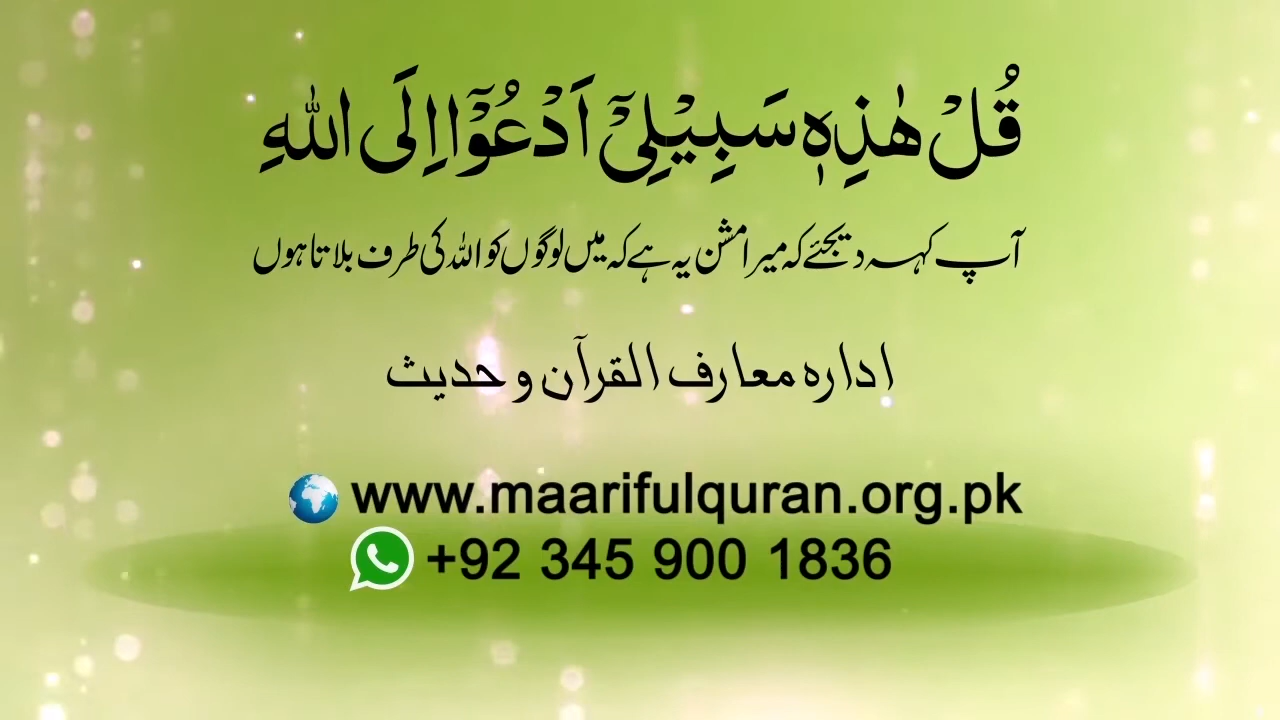 قُلۡ هٰذِهٖ سَبِيۡلِىۡۤ اَدۡعُوۡۤا اِلَى اللّٰهِ
آپ کہہ دیجئے کہ میرا مشن یہ ہے کہ میں لوگوں کو اللہ کی طرف بلاتا ہوں
ادارہ معارف القرآن و حدیث
www.maarifulquran.org.pk
+92 345 900 1836